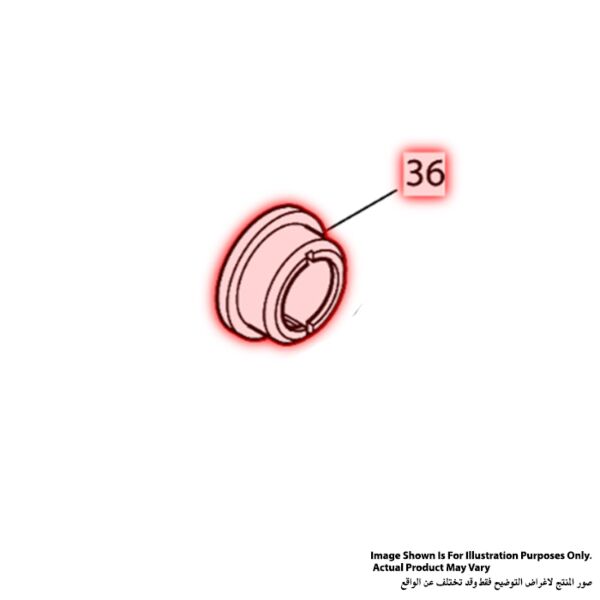 36
Image Shown Is For Illustration Purposes Only.
Actual Product May Vary
صور المنتج لاغراض التوضيح فقط وقد تختلف عن الواقع